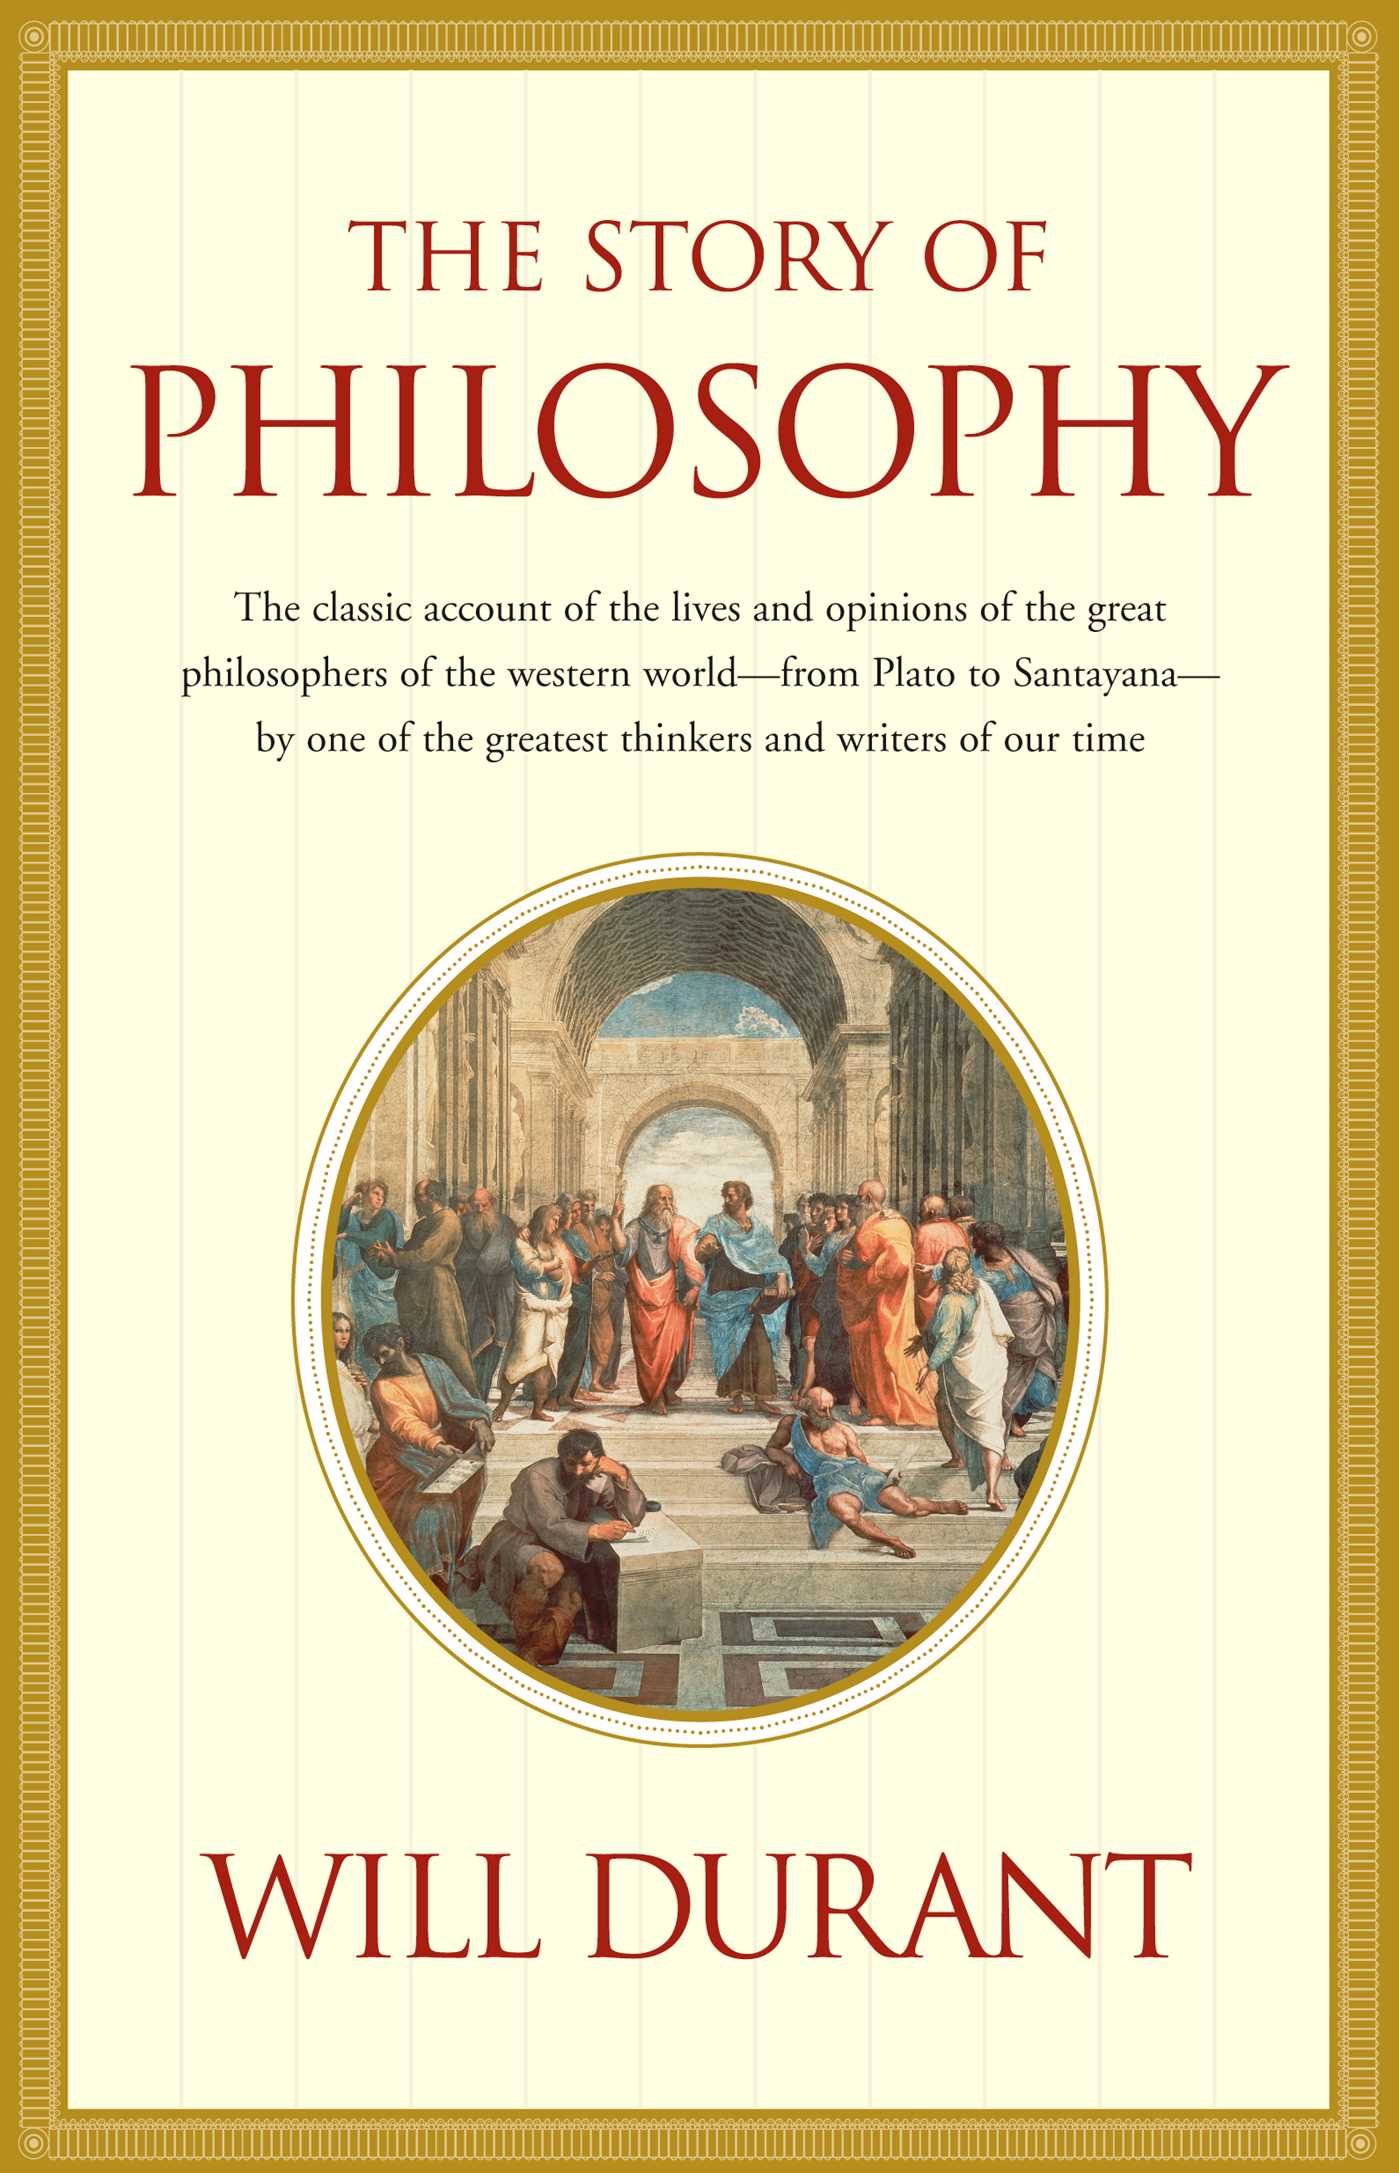 THE STORY OF
PHILOSOPHY
The classic account of the lives and opinions of the great
philosophers of the western world—from Plato to Santayana—
by one of the greatest thinkers and writers of our time
WILL DURANT